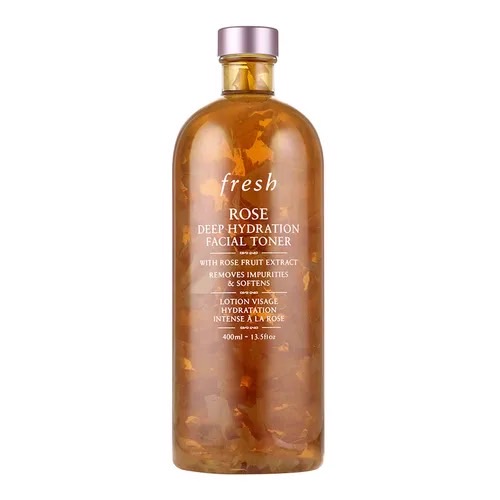 fresh
ROSE
DEEP HYDRATION
FACIAL TONER
WITH ROSE FRUIT EXTRACT
REMOVES IMPURITIES
& SOFTENS
LOTION VISAGE
HYDRATATION
INTENSE À LA ROSE
400ml - 13.5fl oz